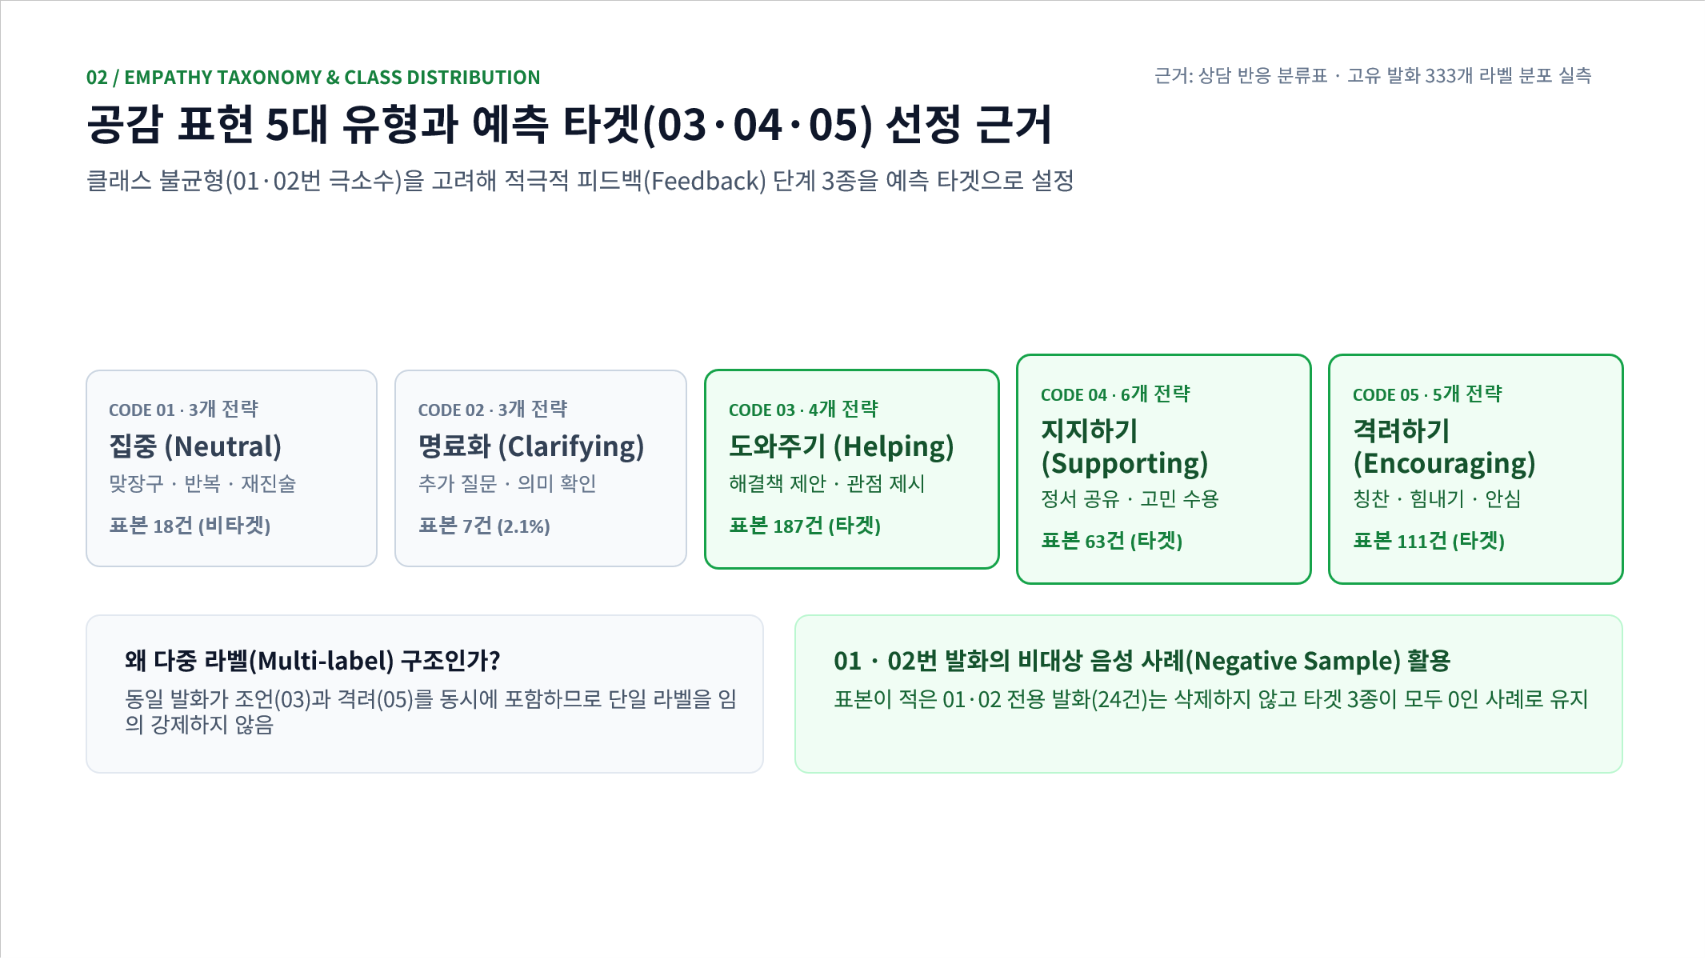 02 / EMPATHY TAXONOMY & CLASS DISTRIBUTION
근거: 상담 반응 분류표 · 고유 발화 333개 라벨 분포 실측
공감 표현 5대 유형과 예측 타겟(03·04·05) 선정 근거
클래스 불균형(01·02번 극소수)을 고려해 적극적 피드백(Feedback) 단계 3종을 예측 타겟으로 설정
CODE 01 · 3개 전략
집중 (Neutral)
맞장구 · 반복 · 재진술
표본 18건 (비타겟)
CODE 02 · 3개 전략
명료화 (Clarifying)
추가 질문 · 의미 확인
표본 7건 (2.1%)
CODE 03 · 4개 전략
도와주기 (Helping)
해결책 제안 · 관점 제시
표본 187건 (타겟)
CODE 04 · 6개 전략
지지하기
(Supporting)
정서 공유 · 고민 수용
표본 63건 (타겟)
CODE 05 · 5개 전략
격려하기
(Encouraging)
칭찬 · 힘내기 · 안심
표본 111건 (타겟)
왜 다중 라벨(Multi-label) 구조인가?
동일 발화가 조언(03)과 격려(05)를 동시에 포함하므로 단일 라벨을 임
의 강제하지 않음
01 · 02번 발화의 비대상 음성 사례(Negative Sample) 활용
표본이 적은 01·02 전용 발화(24건)는 삭제하지 않고 타겟 3종이 모두 0인 사례로 유지